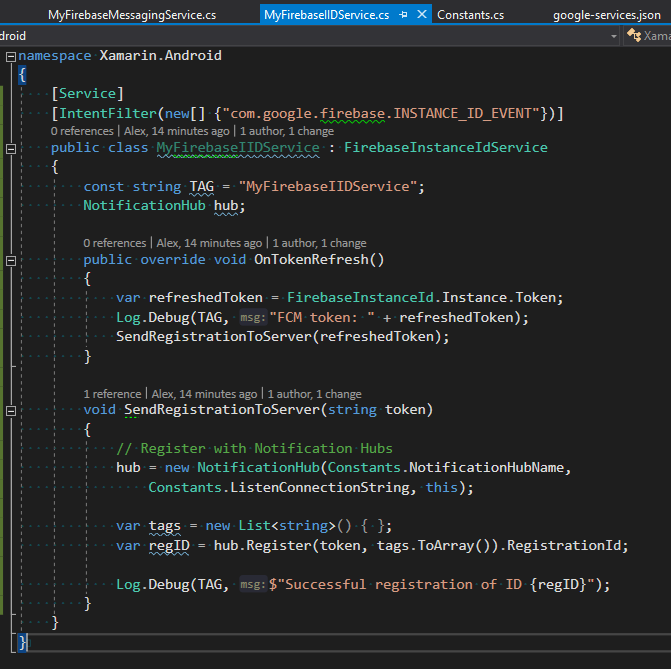 MyFirebaseMessagingService.cs MyFirebaseIIDService.cs Constants.cs google-services.json
droid Xama
namespace Xamarin.Android
{
[Service]
[IntentFilter(new[] {"com.google.firebase.INSTANCE_ID_EVENT"})]
0 references | Alex, 14 minutes ago | 1 author, 1 change
public class MyFirebaseIIDService : FirebaseInstanceIdService
{
const string TAG = "MyFirebaseIIDService";
NotificationHub hub;
0 references | Alex, 14 minutes ago | 1 author, 1 change
public override void OnTokenRefresh()
{
var refreshedToken = FirebaseInstanceId.Instance.Token;
Log.Debug(TAG, msg: "FCM token: " + refreshedToken);
SendRegistrationToServer(refreshedToken);
}
1 reference | Alex, 14 minutes ago | 1 author, 1 change
void SendRegistrationToServer(string token)
{
// Register with Notification Hubs
hub = new NotificationHub(Constants.NotificationHubName,
Constants.ListenConnectionString, this);
var tags = new List<string>() { };
var regID = hub.Register(token, tags.ToArray()).RegistrationId;
Log.Debug(TAG, msg: $"Successful registration of ID {regID}");
}
}
}